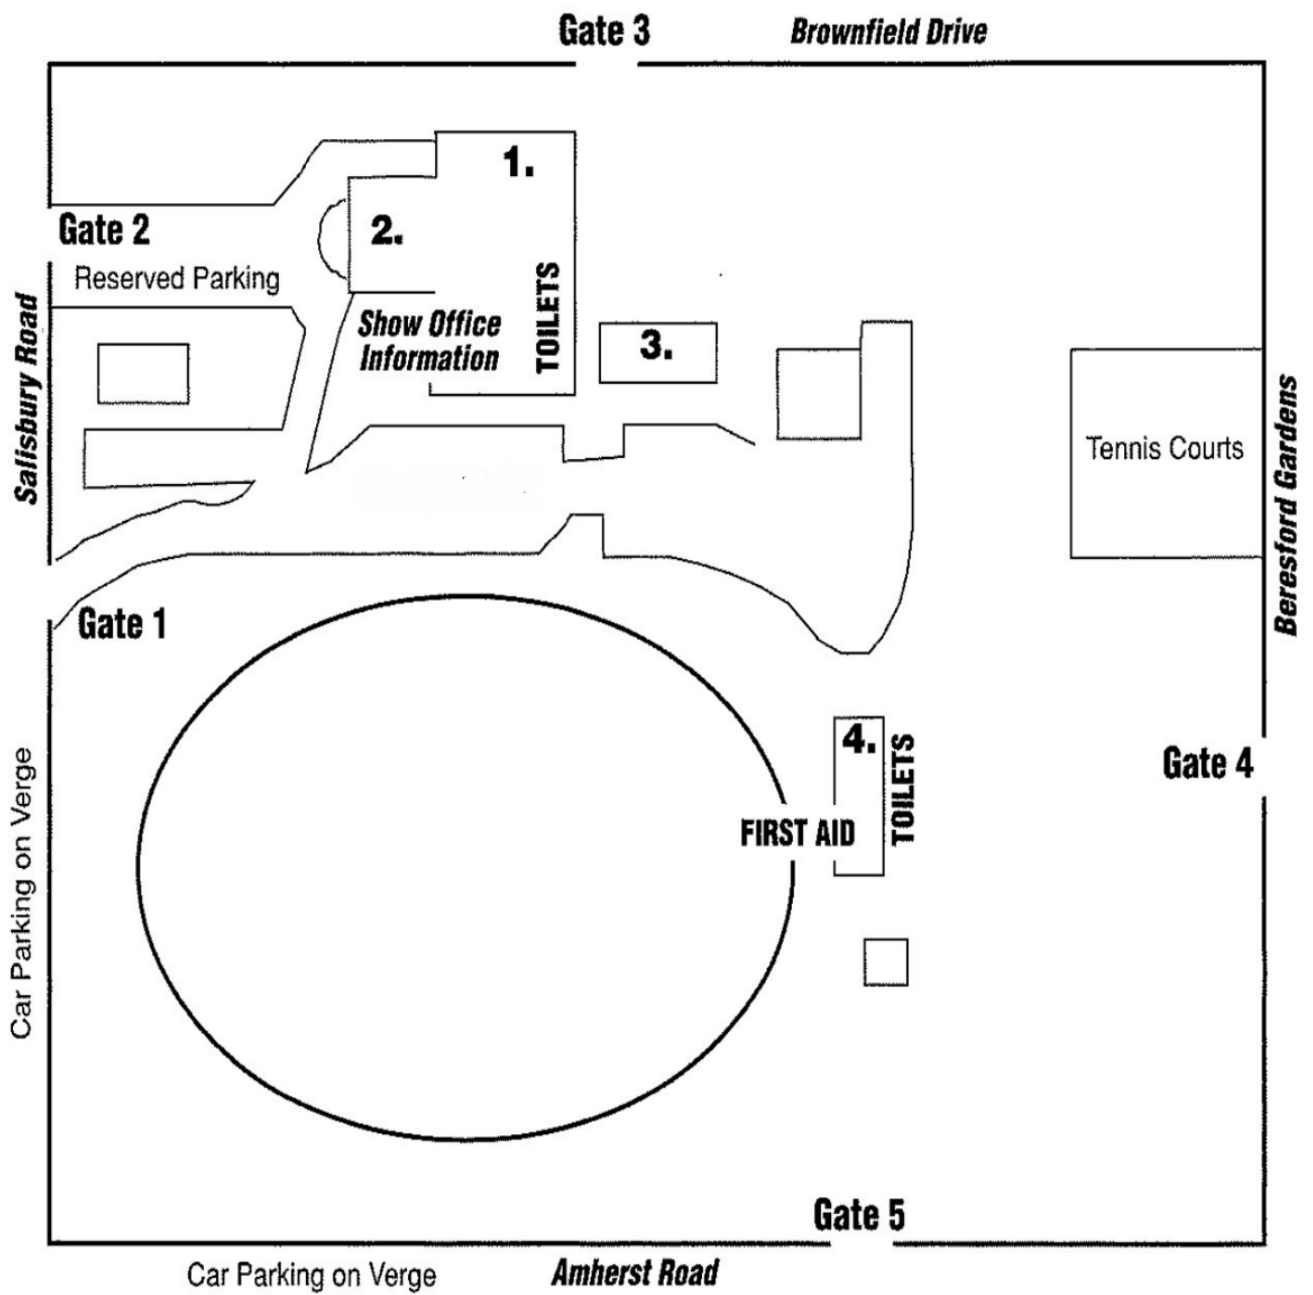 Gate 3
Brownfield Drive
1.
Gate 2
2.
Reserved Parking
Show Office
Information
TOILETS
3.
Salisbury Road
Tennis Courts
Beresford Gardens
Gate 1
4.
TOILETS
Gate 4
FIRST AID
Car Parking on Verge
Gate 5
Car Parking on Verge
Amherst Road